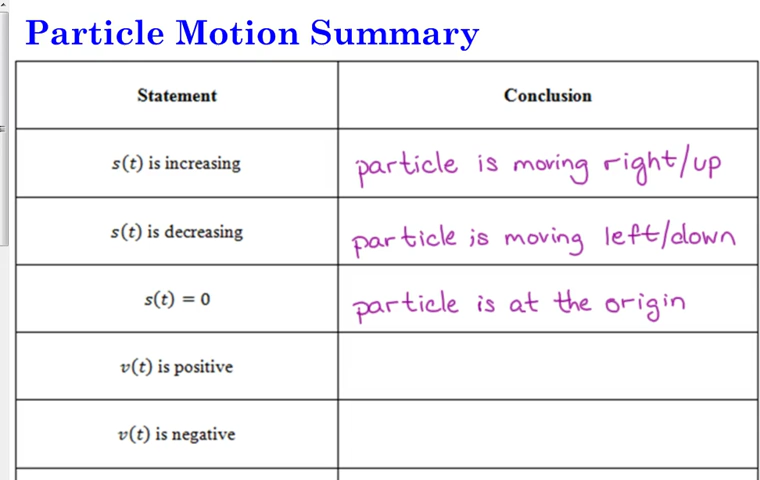 Particle Motion Summary
Statement Conclusion
s(t) is increasing particle is moving right/up
s(t) is decreasing particle is moving left/down
s(t) = 0 particle is at the origin
v(t) is positive
v(t) is negative